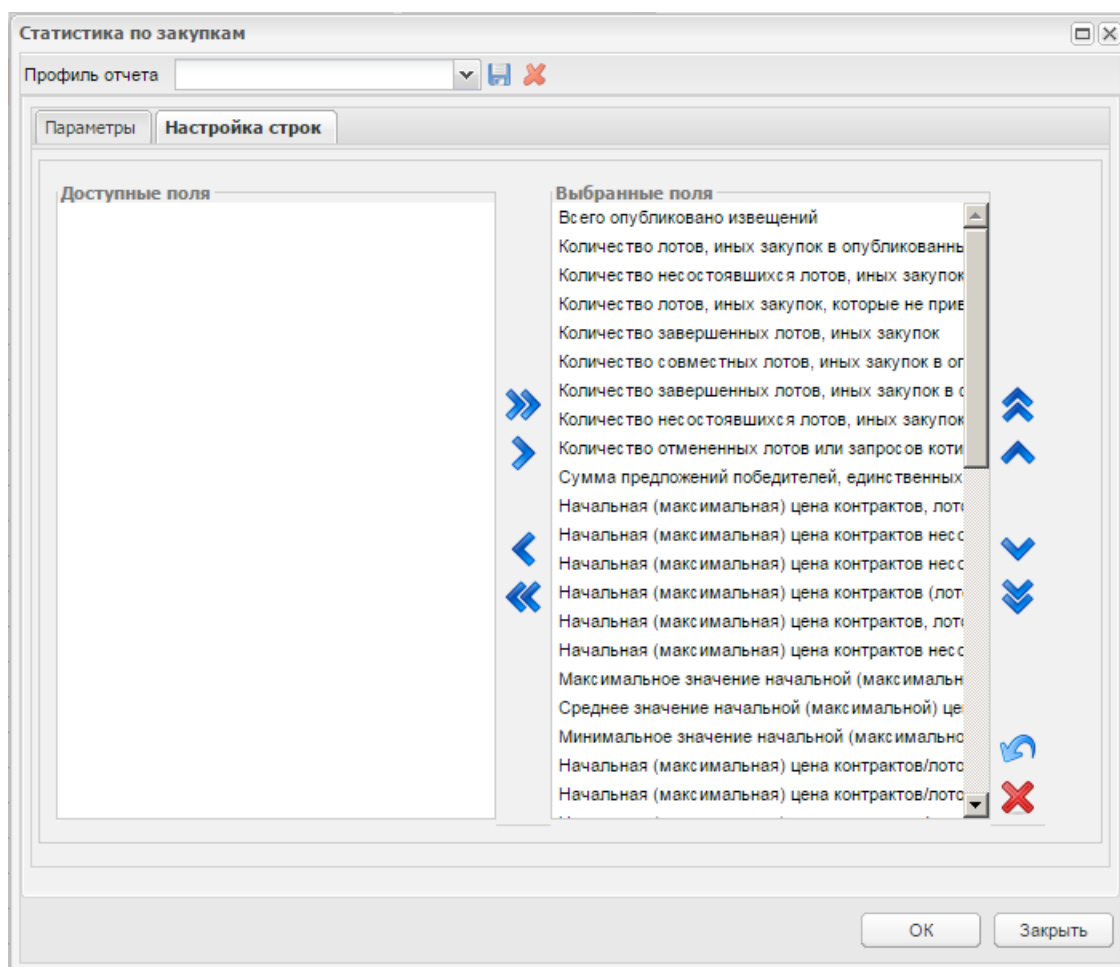 Статистика по закупкам
Профиль отчета
Параметры
Настройка строк
Доступные поля
Выбранные поля
Всего опубликовано извещений
Количество лотов, иных закупок в опубликованны
Количество несостоявшихся лотов, иных закупок
Количество лотов, иных закупок, которые не прив
Количество завершенных лотов, иных закупок
Количество совместных лотов, иных закупок в оп
Количество завершенных лотов, иных закупок в
Количество несостоявшихся лотов, иных закупок
Количество отмененных лотов или запросов коти
Сумма предложений победителей, единственных
Начальная (максимальная) цена контрактов, лото
Начальная (максимальная) цена контрактов несо
Начальная (максимальная) цена контрактов несо
Начальная (максимальная) цена контрактов (лот
Начальная (максимальная) цена контрактов, лото
Начальная (максимальная) цена контрактов несо
Максимальное значение начальной (максимальн
Среднее значение начальной (максимальной) це
Минимальное значение начальной (максимально
Начальная (максимальная) цена контрактов/лото
Начальная (максимальная) цена контрактов/лото
ОК
Закрыть